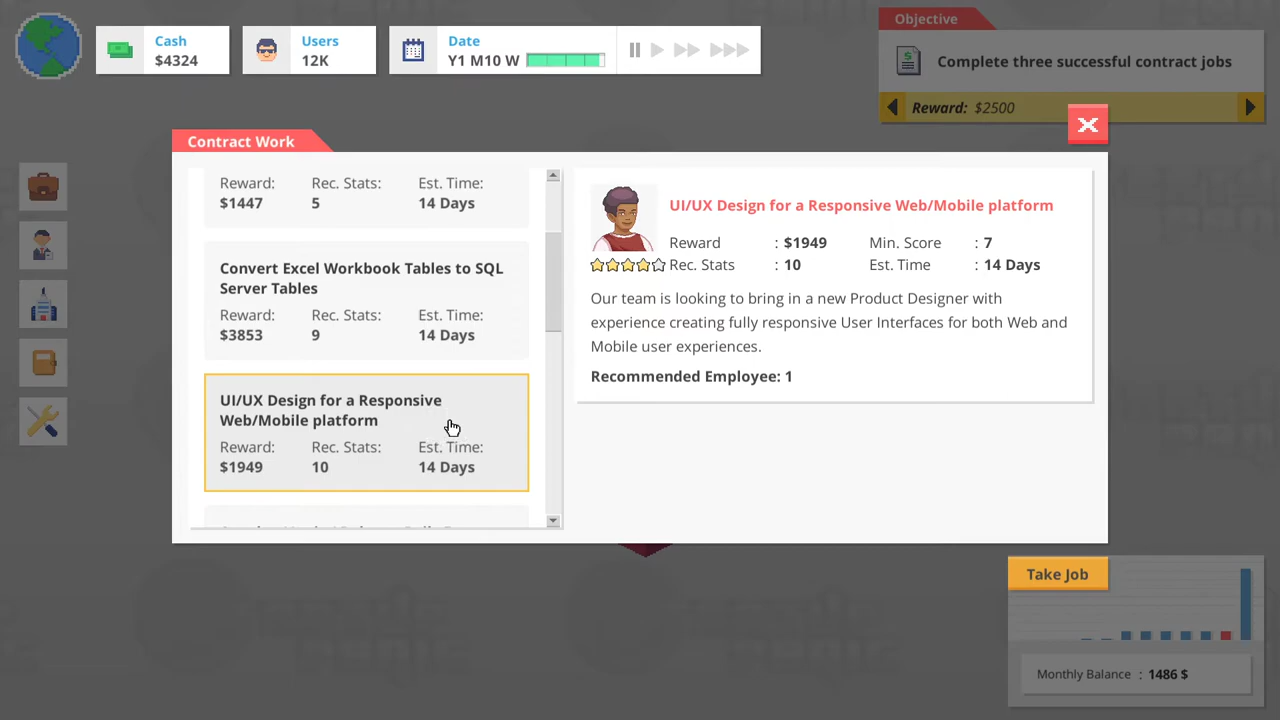 Cash
$4324
Users
12K
Date
Y1 M10 W
Objective
Complete three successful contract jobs
Reward: $2500
Contract Work
Reward: Rec. Stats: Est. Time:
$1447 5 14 Days
Convert Excel Workbook Tables to SQL
Server Tables
Reward: Rec. Stats: Est. Time:
$3853 9 14 Days
UI/UX Design for a Responsive
Web/Mobile platform
Reward: Rec. Stats: Est. Time:
$1949 10 14 Days
UI/UX Design for a Responsive Web/Mobile platform
Reward : $1949 Min. Score : 7
Rec. Stats : 10 Est. Time : 14 Days
Our team is looking to bring in a new Product Designer with
experience creating fully responsive User Interfaces for both Web and
Mobile user experiences.
Recommended Employee: 1
Take Job
Monthly Balance : 1486 $